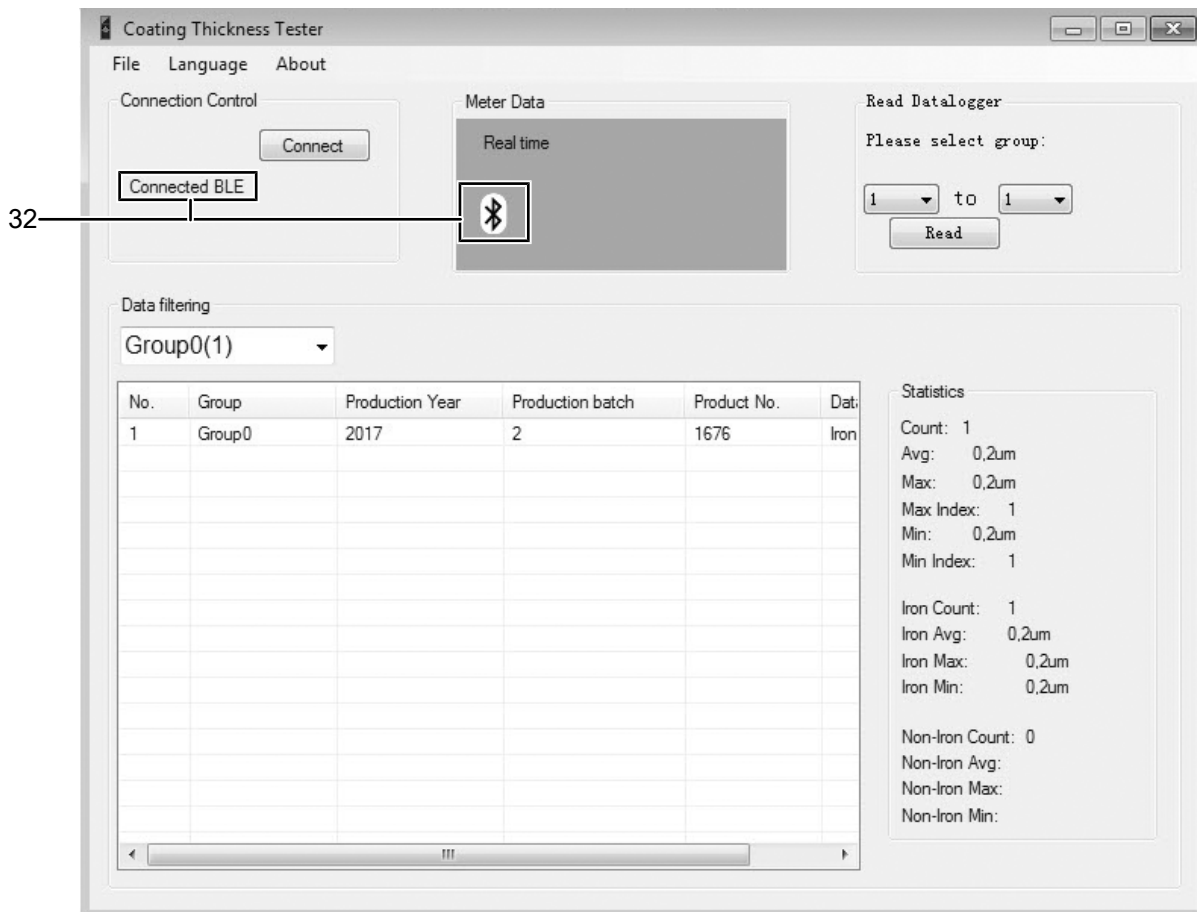 Coating Thickness Tester
File Language About
Connection Control
Connect
Connected BLE
32
Meter Data
Real time
Read Datalogger
Please select group:
1 to 1
Read
Data filtering
Group0(1)
No. Group Production Year Production batch Product No.
1 Group0 2017 2 1676 Iron
Statistics
Count: 1
Avg: 0,2um
Max: 0,2um
Max Index: 1
Min: 0,2um
Min Index: 1
Iron Count: 1
Iron Avg: 0,2um
Iron Max: 0,2um
Iron Min: 0,2um
Non-Iron Count: 0
Non-Iron Avg:
Non-Iron Max:
Non-Iron Min: